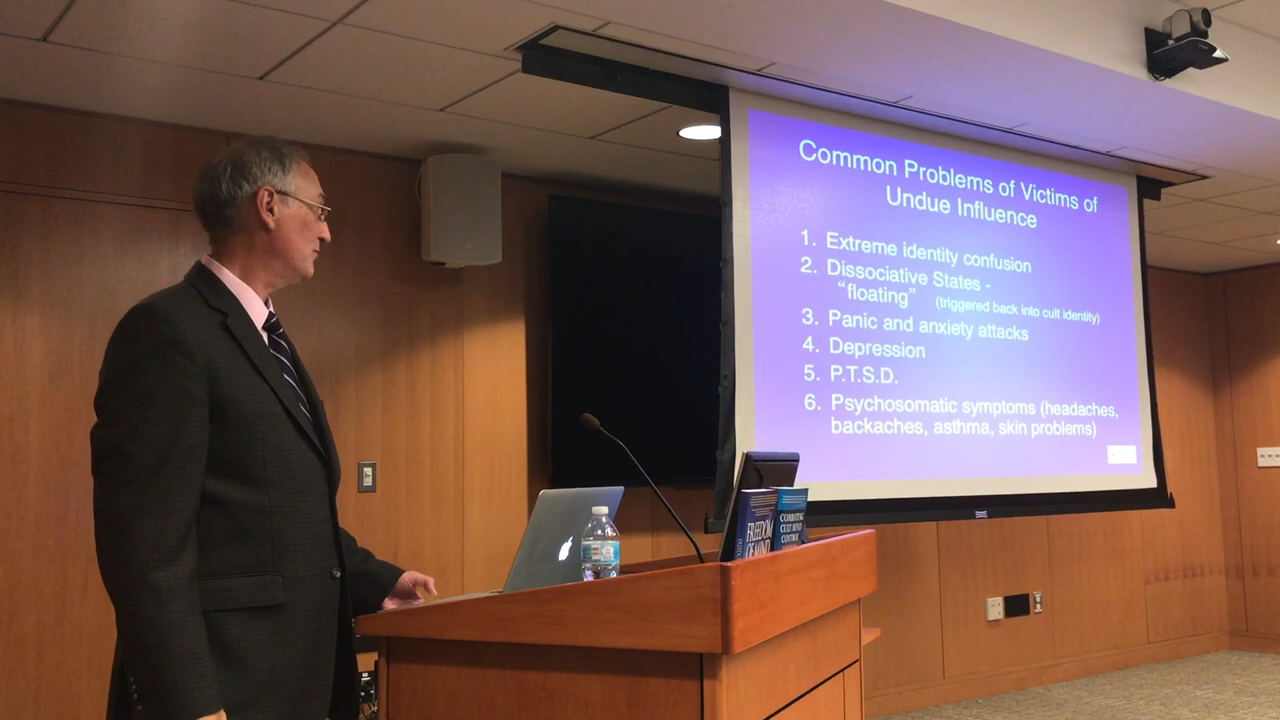 Common Problems of Victims of
Undue Influence
1. Extreme identity confusion
2. Dissociative States -
“floating” (triggered back into cult identity)
3. Panic and anxiety attacks
4. Depression
5. P.T.S.D.
6. Psychosomatic symptoms (headaches,
backaches, asthma, skin problems)
FREEDOM
OF MIND
COMBATING
CULT MIND
CONTROL